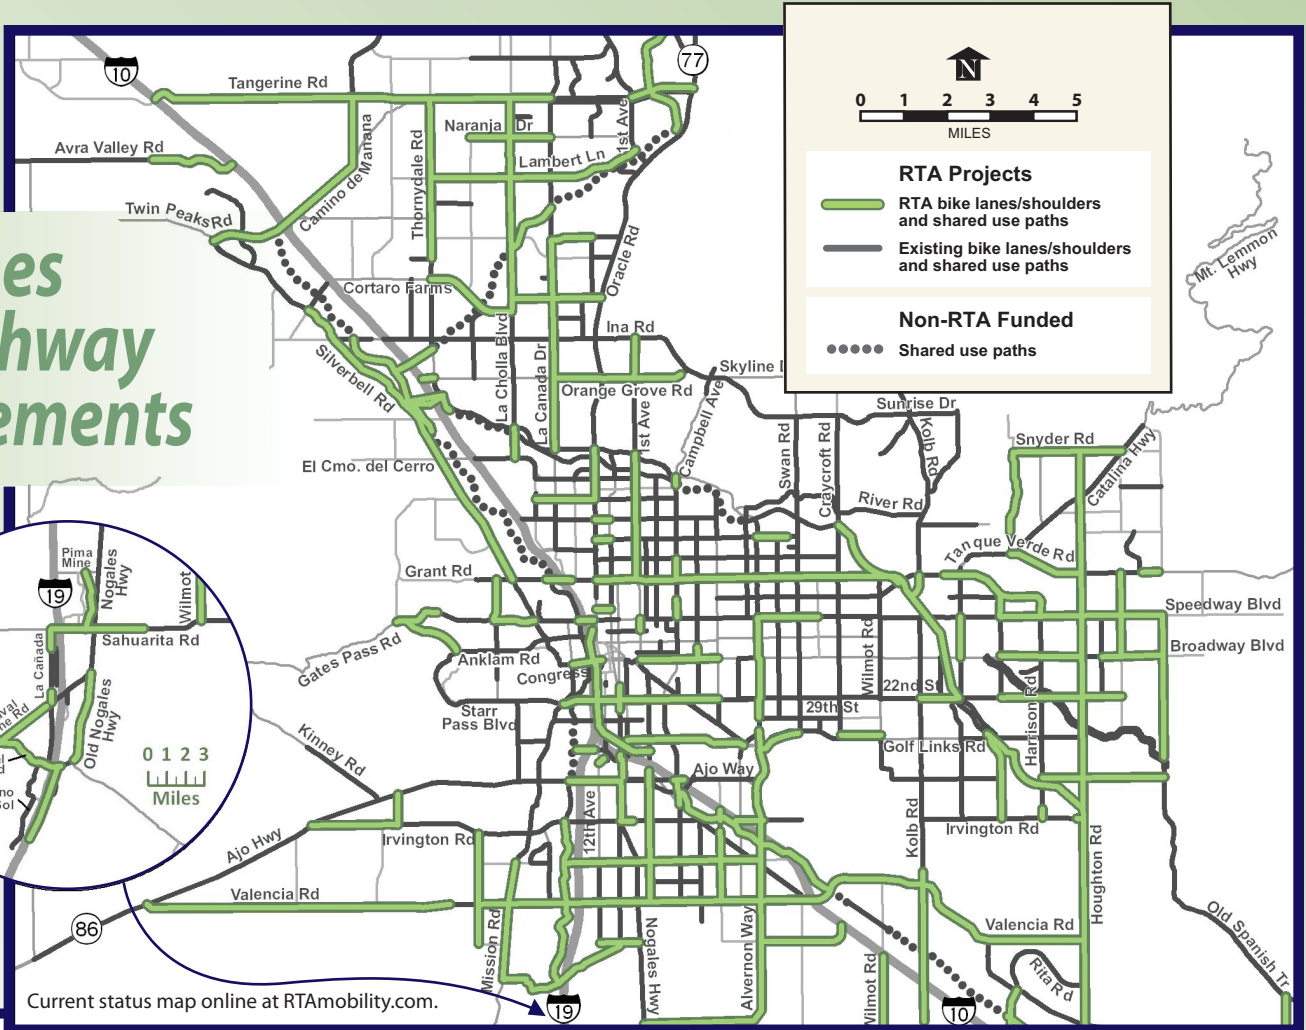 10
77
Tangerine Rd
Naranja Dr
1st Ave
Avra Valley Rd
Camino de Manana
Thornydale Rd
Lambert Ln
Twin Peaks Rd
Oracle Rd
Cortaro Farms
Ina Rd
Silverbell Rd
La Cholla Blvd
La Canada Dr
Orange Grove Rd
Skyline
1st Ave
Campbell Ave
El Cmo. del Cerro
N
0 1 2 3 4 5
MILES
RTA Projects
RTA bike lanes/shoulders
and shared use paths
Existing bike lanes/shoulders
and shared use paths
Non-RTA Funded
Shared use paths
Mt. Lemmon
Hwy
Sunrise Dr
Kolb Rd
Swan Rd
Craycroft Rd
River Rd
Snyder Rd
Catalina Hwy
Tanque Verde Rd
Grant Rd
Speedway Blvd
Broadway Blvd
Gates Pass Rd
Anklam Rd
Congress
Wilmot Rd
22nd St
29th St
Harrison Rd
Starr
Pass Blvd
Golf Links Rd
Kinney Rd
Ajo Way
Ajo Hwy
Irvington Rd
12th Ave
Kolb Rd
Irvington Rd
Houghton Rd
Valencia Rd
86
Mission Rd
Nogales Hwy
Alvernon Way
Valencia Rd
Wilmot Rd
Rita Rd
Old Spanish Tr
10
19
es
hway
ements
Pima
Mine
Nogales
Hwy
19
Wilmot
Sahuarita Rd
La Cañada
Old Nogales
Hwy
0 1 2 3
Miles
Current status map online at RTAmobility.com.